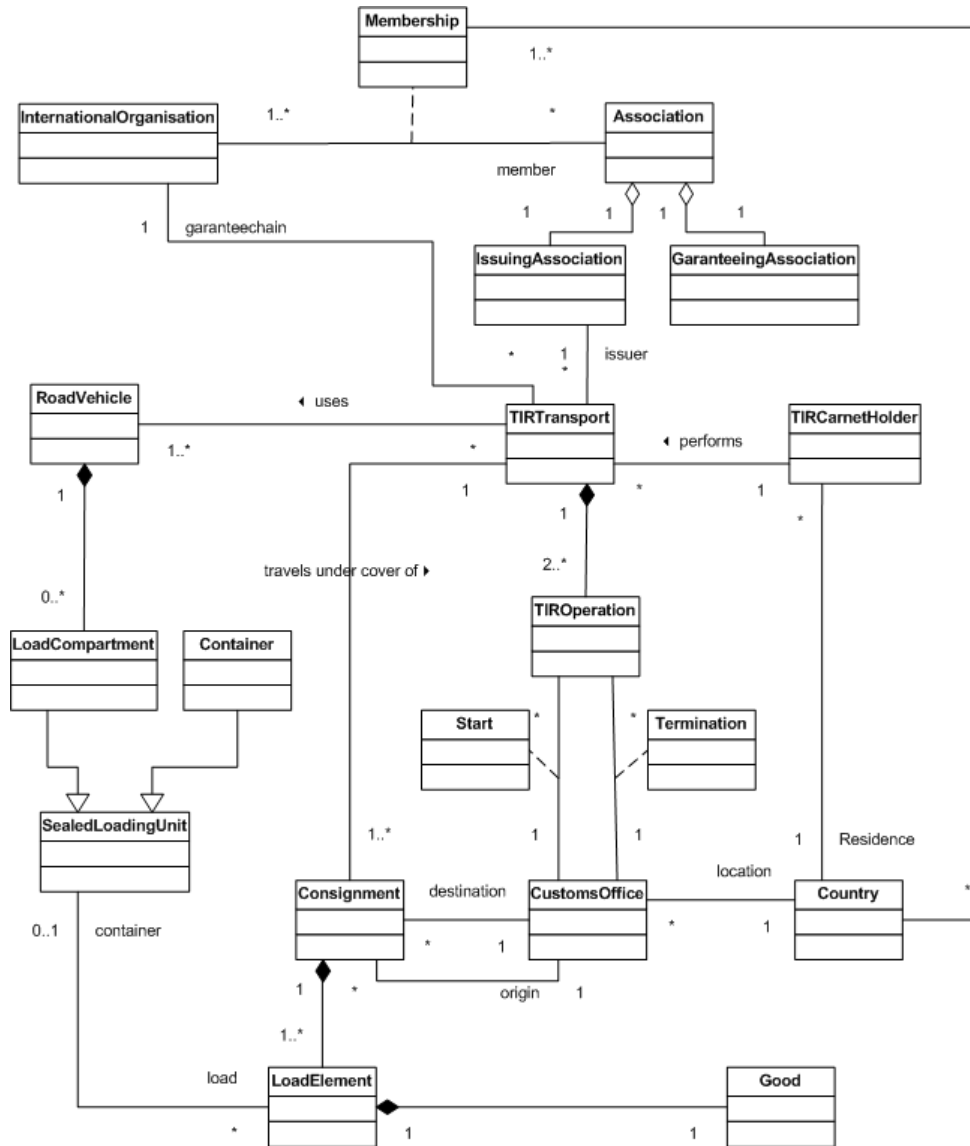 Membership
1..*
InternationalOrganisation
1..*
*
Association
member
1
garanteechain
1
1
1
1
IssuingAssociation
GaranteeingAssociation
*
1
issuer
*
RoadVehicle
uses
TIRTransport
TIRCarnetHolder
1..*
*
performs
1
1
*
1
*
1
travels under cover of
2..*
0..*
TIROperation
LoadCompartment
Container
Start
*
*
Termination
SealedLoadingUnit
1..*
1
1
1
Residence
Consignment
destination
CustomsOffice
location
Country
*
0..1
container
*
1
*
1
1
*
origin
1
1..*
load
LoadElement
Good
*
1
1